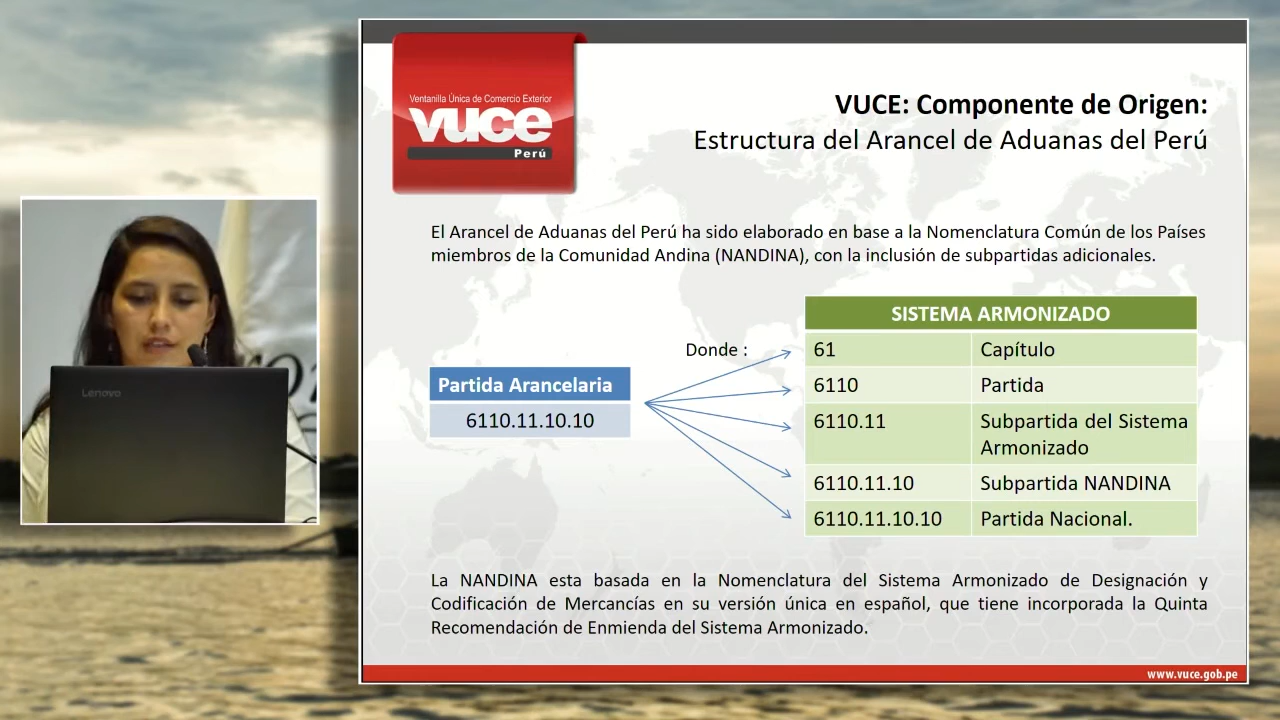 Ventanilla Única de Comercio Exterior
vuce
Perú
VUCE: Componente de Origen:
Estructura del Arancel de Aduanas del Perú
El Arancel de Aduanas del Perú ha sido elaborado en base a la Nomenclatura Común de los Países
miembros de la Comunidad Andina (NANDINA), con la inclusión de subpartidas adicionales.
Partida Arancelaria
6110.11.10.10
Donde :
SISTEMA ARMONIZADO
61 Capítulo
6110 Partida
6110.11 Subpartida del Sistema
Armonizado
6110.11.10 Subpartida NANDINA
6110.11.10.10 Partida Nacional.
La NANDINA esta basada en la Nomenclatura del Sistema Armonizado de Designación y
Codificación de Mercancías en su versión única en español, que tiene incorporada la Quinta
Recomendación de Enmienda del Sistema Armonizado.
www.vuce.gob.pe
Lenovo